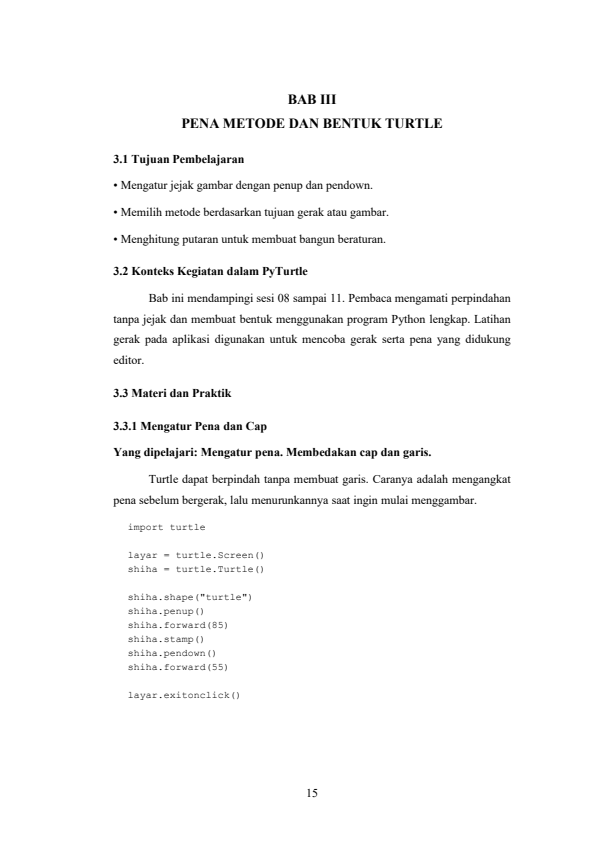 BAB III
PENA METODE DAN BENTUK TURTLE
3.1 Tujuan Pembelajaran
• Mengatur jejak gambar dengan penup dan pendown.
• Memilih metode berdasarkan tujuan gerak atau gambar.
• Menghitung putaran untuk membuat bangun beraturan.
3.2 Konteks Kegiatan dalam PyTurtle
Bab ini mendampingi sesi 08 sampai 11. Pembaca mengamati perpindahan
tanpa jejak dan membuat bentuk menggunakan program Python lengkap. Latihan
gerak pada aplikasi digunakan untuk mencoba gerak serta pena yang didukung
editor.
3.3 Materi dan Praktik
3.3.1 Mengatur Pena dan Cap
Yang dipelajari: Mengatur pena. Membedakan cap dan garis.
Turtle dapat berpindah tanpa membuat garis. Caranya adalah mengangkat
pena sebelum bergerak, lalu menurunkannya saat ingin mulai menggambar.
import turtle
layar = turtle.Screen()
shiha = turtle.Turtle()
shiha.shape("turtle")
shiha.penup()
shiha.forward(85)
shiha.stamp()
shiha.pendown()
shiha.forward(55)
layar.exitonclick()
15